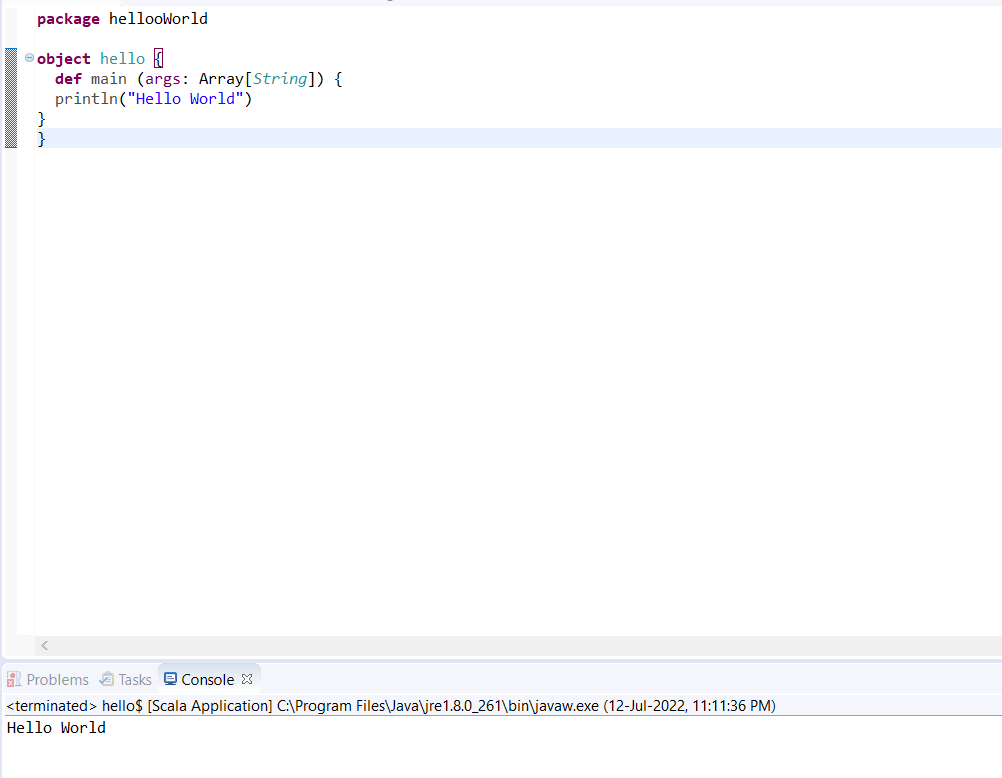 package hellooWorld
object hello {
def main (args: Array[String]) {
println("Hello World")
}
}
Problems Tasks Console
<terminated> hello$ [Scala Application] C:\Program Files\Java\jre1.8.0_261\bin\javaw.exe (12-Jul-2022, 11:11:36 PM)
Hello World